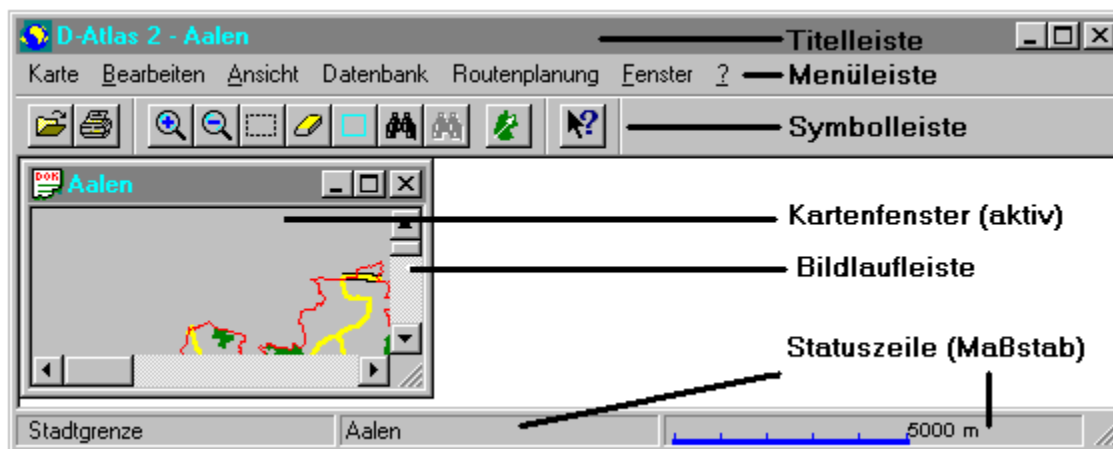 D-Atlas 2 - Aalen
Titelleiste
Karte Bearbeiten Ansicht Datenbank Routenplanung Fenster ?
Menüleiste
Symbolleiste
DOK
Aalen
Kartenfenster (aktiv)
Bildlaufleiste
Statuszeile (Maßstab)
Stadtgrenze
Aalen
5000 m